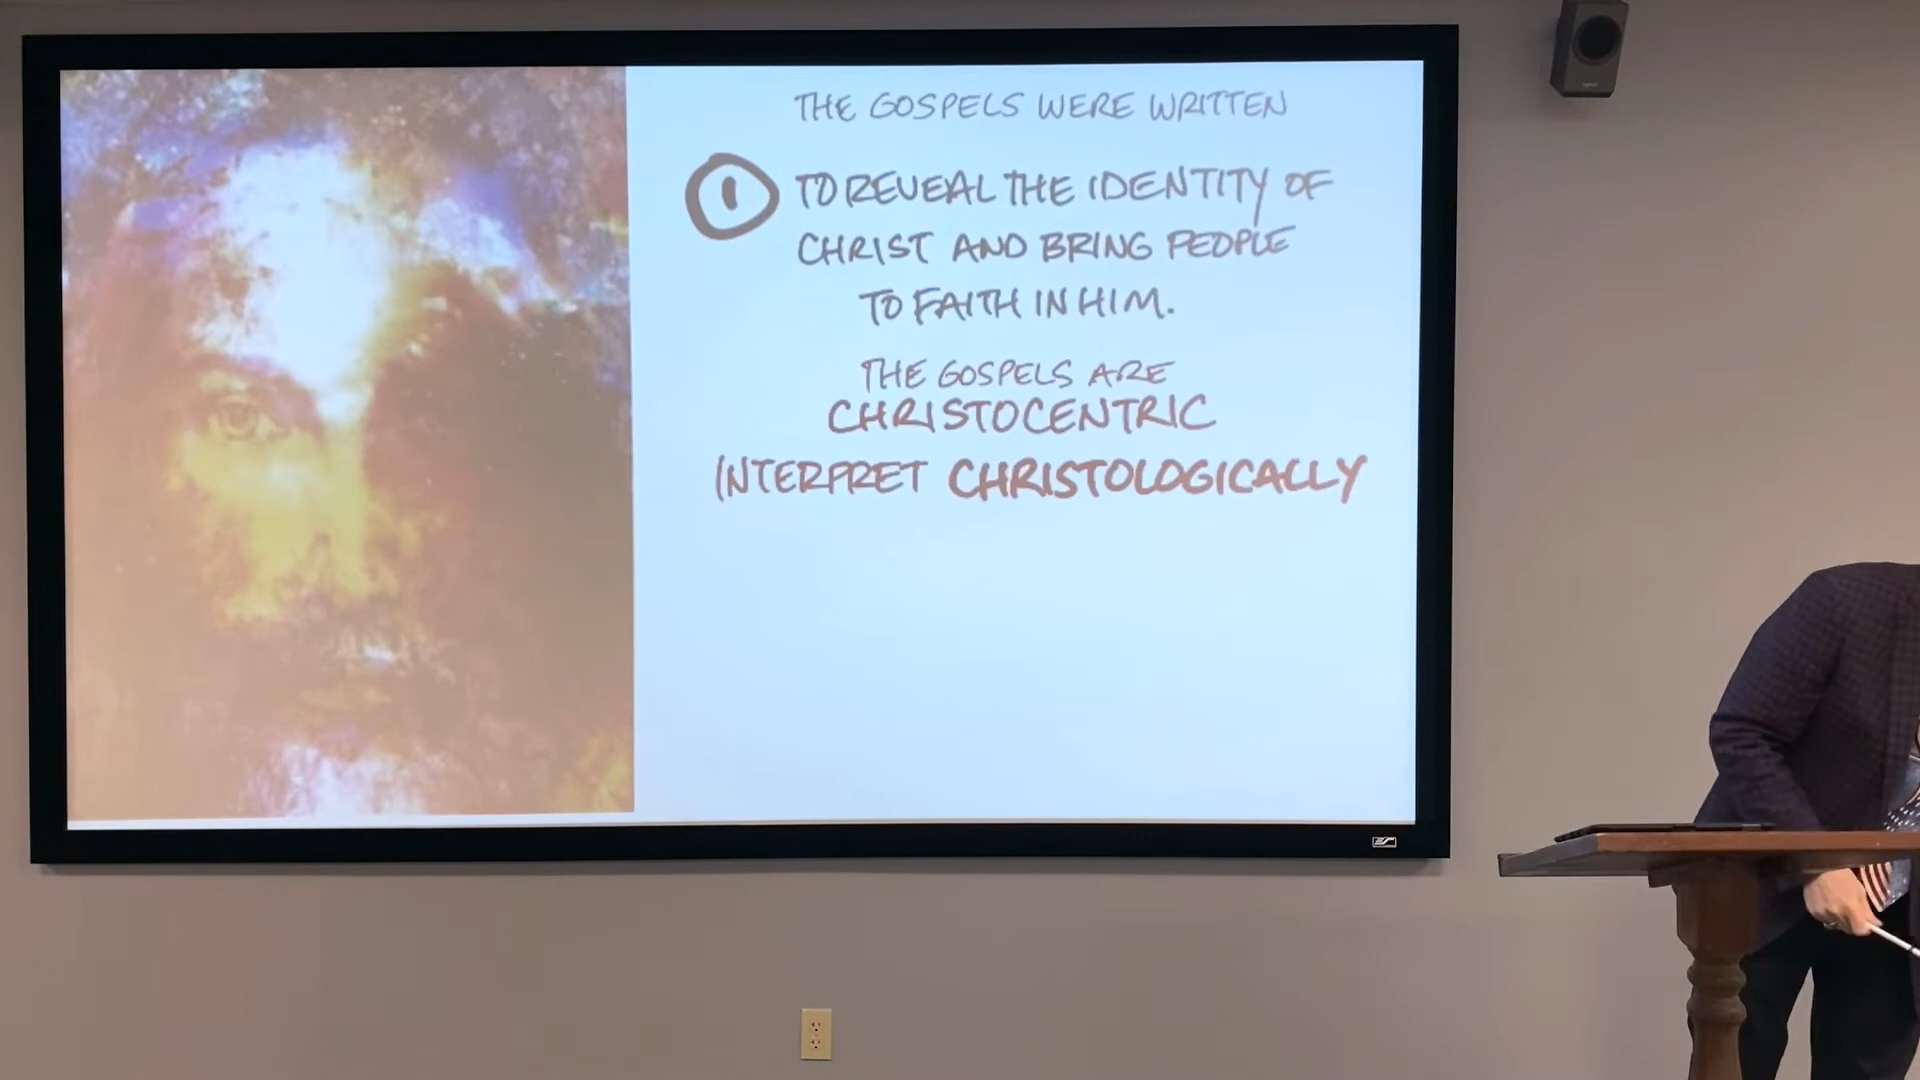 THE GOSPELS WERE WRITTEN
1 TO REVEAL THE IDENTITY OF
CHRIST AND BRING PEOPLE
TO FAITH IN HIM.
THE GOSPELS ARE
CHRISTOCENTRIC
INTERPRET CHRISTOLOGICALLY